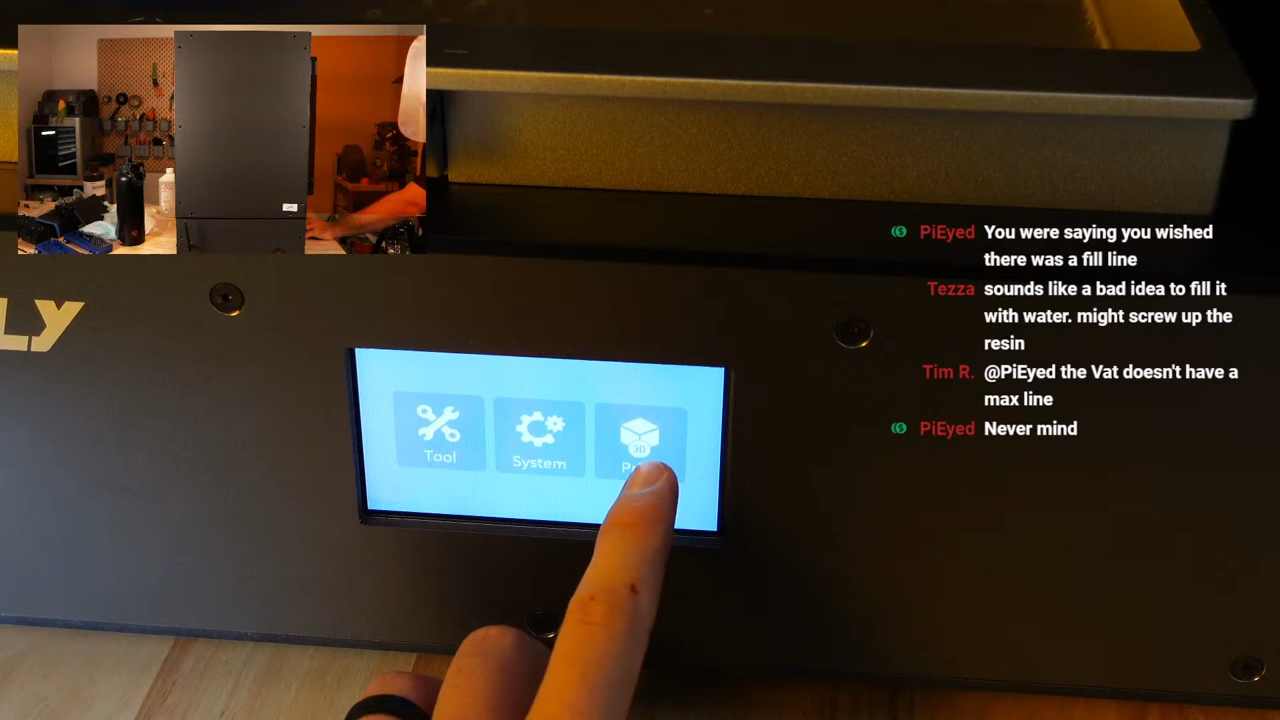 PiEyed You were saying you wished
there was a fill line
Tezza sounds like a bad idea to fill it
with water. might screw up the
resin
Tim R. @PiEyed the Vat doesn't have a
max line
PiEyed Never mind
LY
Tool System
3D